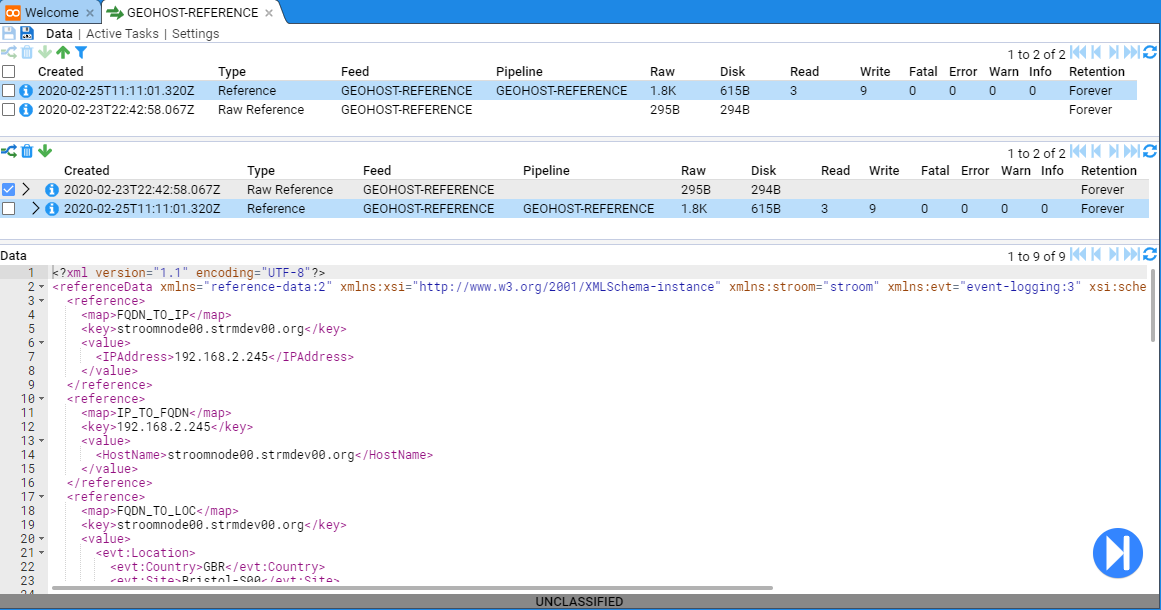 Welcome × GEOHOST-REFERENCE ×
Data | Active Tasks | Settings
1 to 2 of 2
Created Type Feed Pipeline Raw Disk Read Write Fatal Error Warn Info Retention
2020-02-25T11:11:01.320Z Reference GEOHOST-REFERENCE GEOHOST-REFERENCE 1.8K 615B 3 9 0 0 0 0 Forever
2020-02-23T22:42:58.067Z Raw Reference GEOHOST-REFERENCE 295B 294B Forever
1 to 2 of 2
Created Type Feed Pipeline Raw Disk Read Write Fatal Error Warn Info Retention
2020-02-23T22:42:58.067Z Raw Reference GEOHOST-REFERENCE 295B 294B Forever
2020-02-25T11:11:01.320Z Reference GEOHOST-REFERENCE GEOHOST-REFERENCE 1.8K 615B 3 9 0 0 0 0 Forever
Data 1 to 9 of 9
1 <?xml version="1.1" encoding="UTF-8"?>
2 <referenceData xmlns="reference-data:2" xmlns:xsi="http://www.w3.org/2001/XMLSchema-instance" xmlns:stroom="stroom" xmlns:evt="event-logging:3" xsi:sche
3 <reference>
4 <map>FQDN_TO_IP</map>
5 <key>stroomnode00.strmdev00.org</key>
6 <value>
7 <IPAddress>192.168.2.245</IPAddress>
8 </value>
9 </reference>
10 <reference>
11 <map>IP_TO_FQDN</map>
12 <key>192.168.2.245</key>
13 <value>
14 <HostName>stroomnode00.strmdev00.org</HostName>
15 </value>
16 </reference>
17 <reference>
18 <map>FQDN_TO_LOC</map>
19 <key>stroomnode00.strmdev00.org</key>
20 <value>
21 <evt:Location>
22 <evt:Country>GBR</evt:Country>
23 <evt:Site>Bristol-S00</evt:Site>
24
UNCLASSIFIED